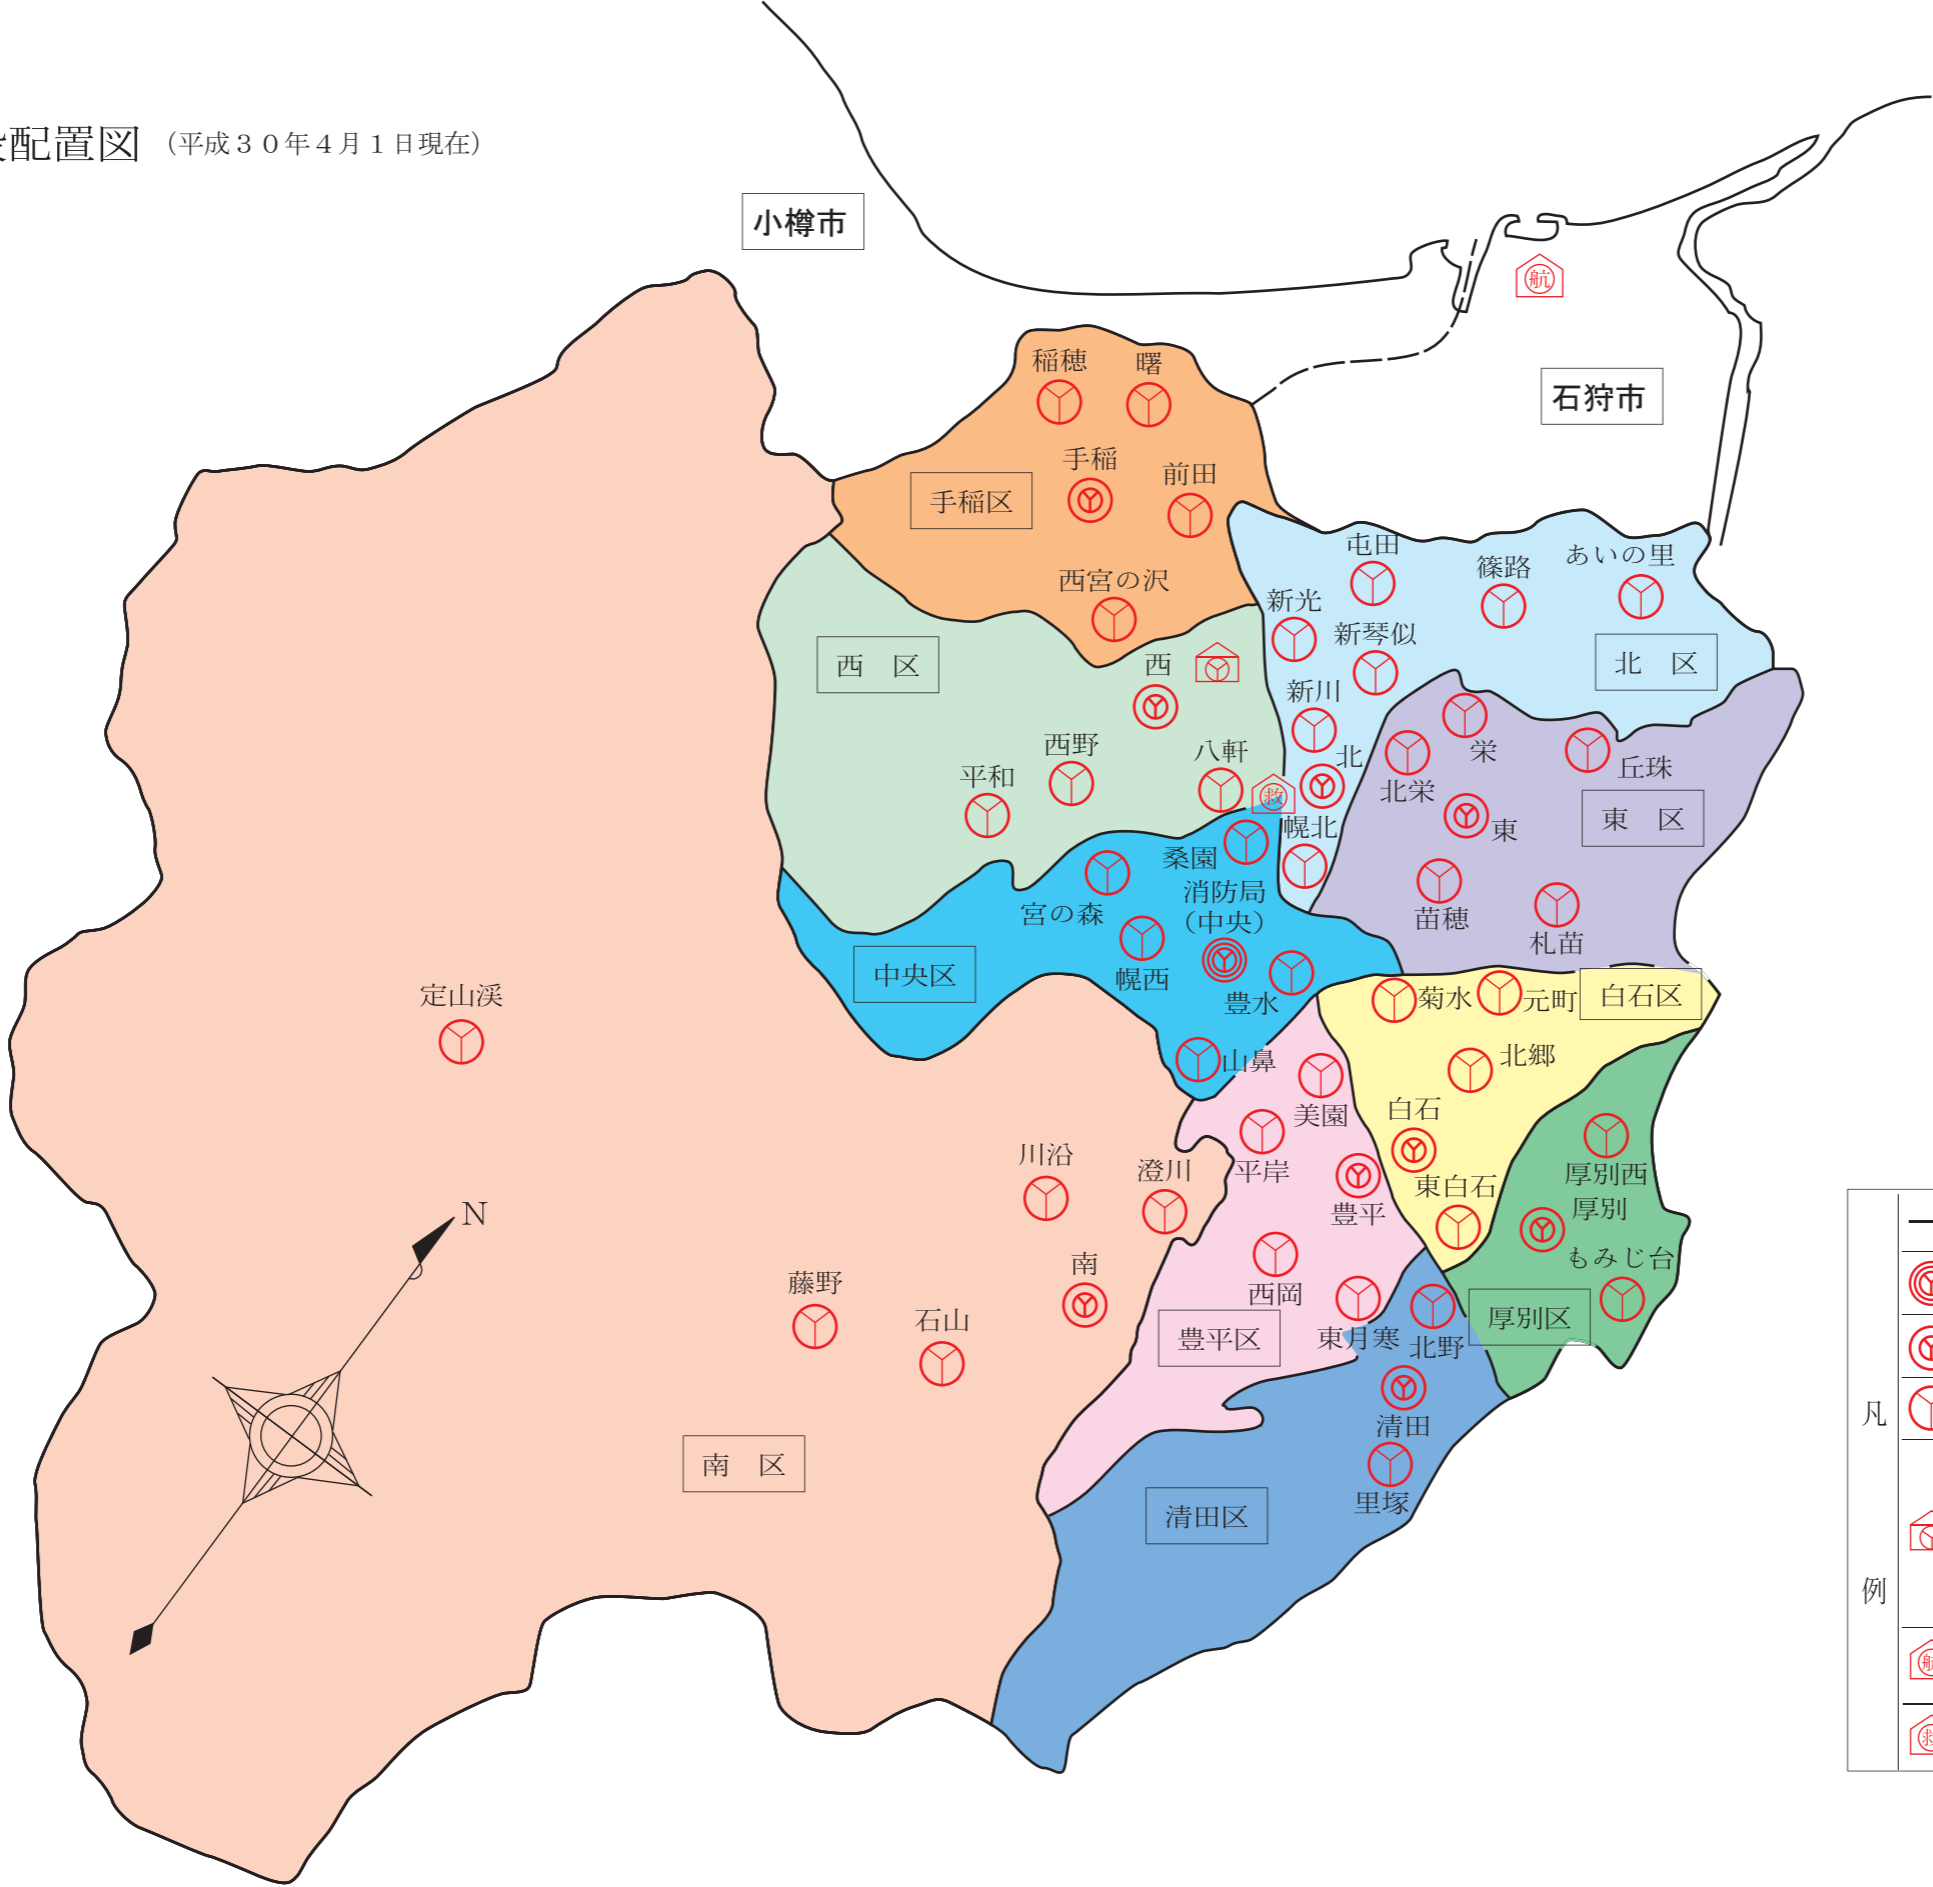 配置図 （平成３０年４月１日現在）
小樽市
航
石狩市
稲穂
曙
手稲
前田
手稲区
西宮の沢
屯田
篠路
あいの里
新光
新琴似
北　区
西　区
西
新川
北
栄
丘珠
西野
八軒
平和
救
北栄
東
東　区
幌北
桑園
消防局
（中央）
宮の森
苗穂
札苗
中央区
幌西
豊水
菊水
元町
白石区
定山渓
山鼻
北郷
美園
白石
川沿
澄川
平岸
豊平
東白石
厚別西
厚別
もみじ台
N
南
藤野
石山
西岡
東月寒
北野
厚別区
豊平区
清田
南　区
里塚
清田区
凡
例
航
救